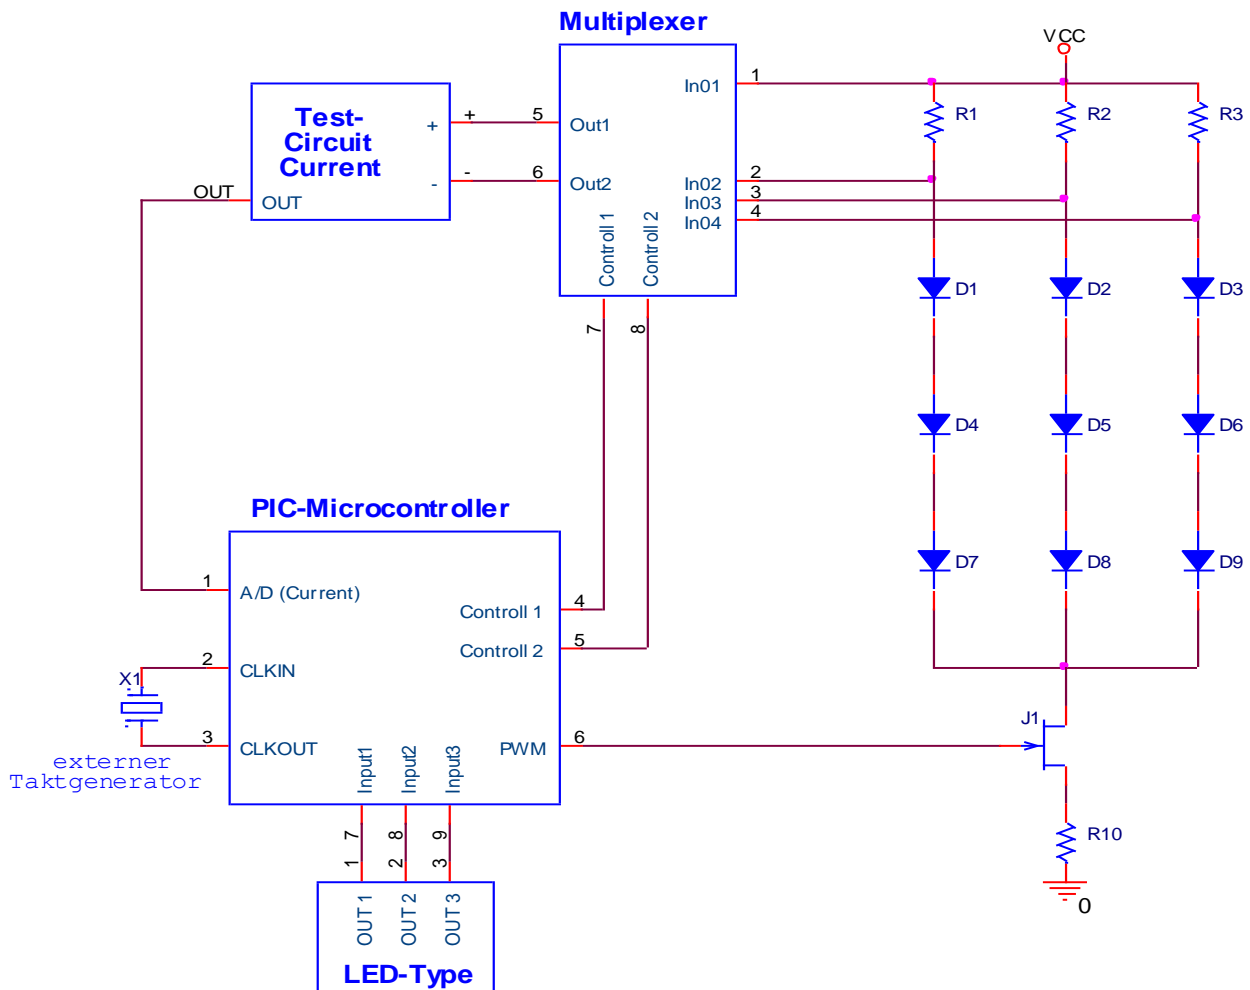 Multiplexer
VCC
In01
1
R1
R2
R3
Test-
Circuit
Current
+
+
-
-
OUT
OUT
5
Out1
6
Out2
In02
2
In03
3
In04
4
Controll 1
Controll 2
7
8
D1
D2
D3
D4
D5
D6
D7
D8
D9
PIC-Microcontroller
1
A/D (Current)
Controll 1
4
Controll 2
5
2
CLKIN
X1
3
CLKOUT
PWM
6
externer
Taktgenerator
Input1
Input2
Input3
J1
R10
0
7
8
9
1
2
3
OUT 1
OUT 2
OUT 3
LED-Type